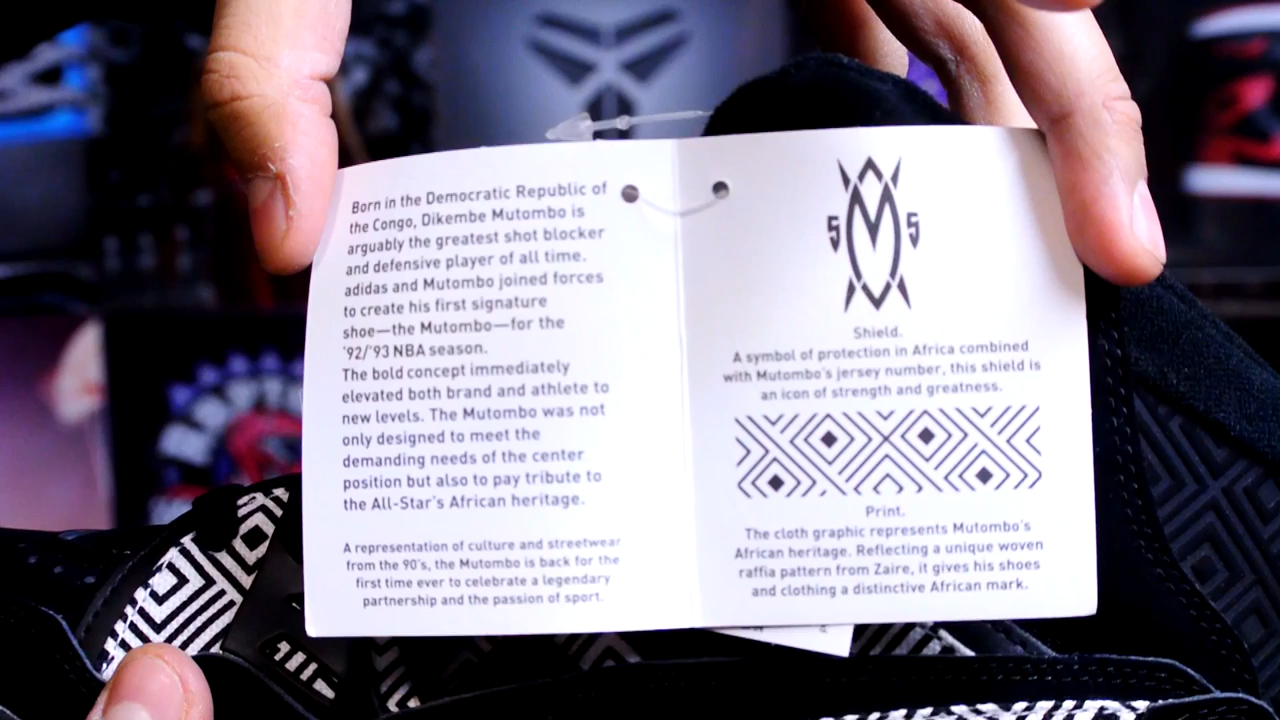 Born in the Democratic Republic of
the Congo, Dikembe Mutombo is
arguably the greatest shot blocker
and defensive player of all time.
adidas and Mutombo joined forces
to create his first signature
shoe—the Mutombo—for the
'92/'93 NBA season.
The bold concept immediately
elevated both brand and athlete to
new levels. The Mutombo was not
only designed to meet the
demanding needs of the center
position but also to pay tribute to
the All-Star's African heritage.
A representation of culture and streetwear
from the 90's, the Mutombo is back for the
first time ever to celebrate a legendary
partnership and the passion of sport.
5 M 5
Shield.
A symbol of protection in Africa combined
with Mutombo's jersey number, this shield is
an icon of strength and greatness.
Print.
The cloth graphic represents Mutombo's
African heritage. Reflecting a unique woven
raffia pattern from Zaire, it gives his shoes
and clothing a distinctive African mark.
RAPTORS